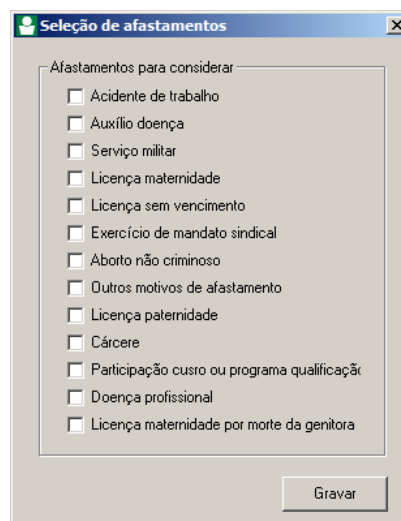 Seleção de afastamentos
Afastamentos para considerar
Acidente de trabalho
Auxílio doença
Serviço militar
Licença maternidade
Licença sem vencimento
Exercício de mandato sindical
Aborto não criminoso
Outros motivos de afastamento
Licença paternidade
Cárcere
Participação cusro ou programa qualificaçã
Doença profissional
Licença maternidade por morte da genitora
Gravar